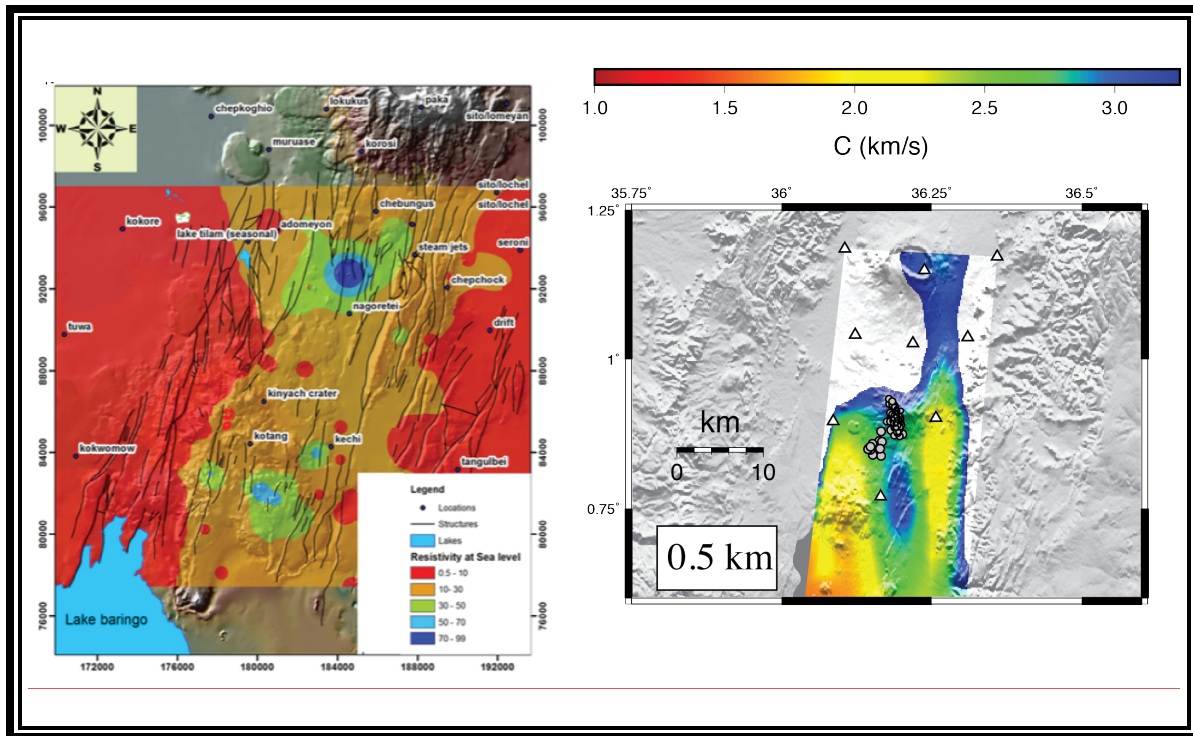 N
W
E
S
chepkoghio
lokukus
paka
sito/lomeyan
muruase
korosi
sito/lochel
sito/lochel
chebungus
kokore
adomeyon
lake tilam (seasonal)
steam jets
seroni
chepchock
nagoretei
tuwa
drift
kinyach crater
kotang
kechi
kokwomow
tangulbei
Lake baringo
Legend
Locations
Structures
Lakes
Resistivity at Sea level
0.5 - 10
10- 30
30 - 50
50 - 70
70 - 99
100000
96000
92000
88000
84000
80000
76000
100000
96000
92000
88000
84000
80000
76000
172000 176000 180000 184000 188000 192000
1.0 1.5 2.0 2.5 3.0
C (km/s)
35.75° 36° 36.25° 36.5°
1.25°
1°
0.75°
km
0 10
0.5 km